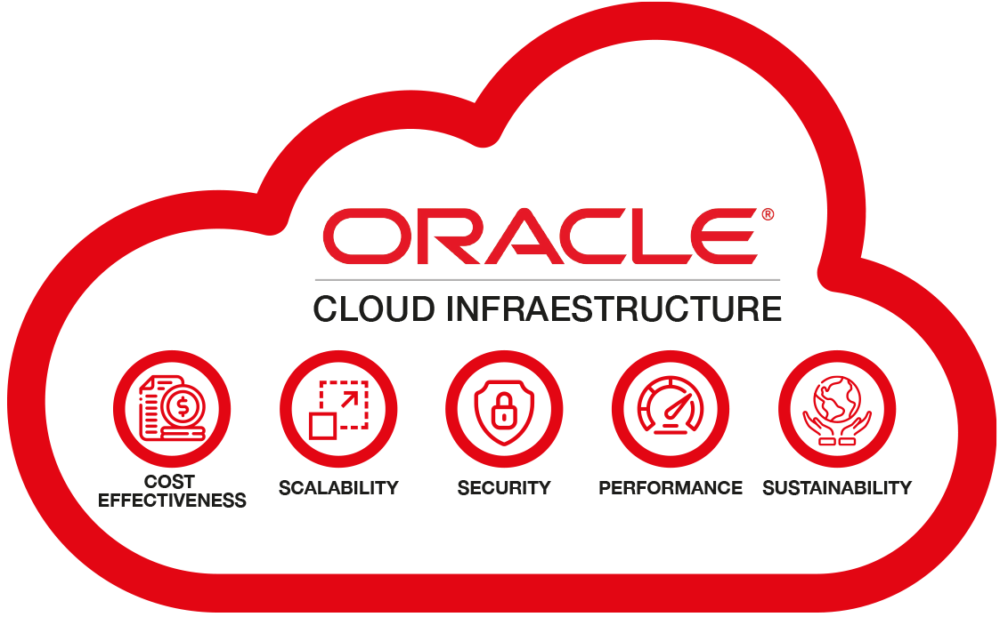 ORACLE®
CLOUD INFRAESTRUCTURE
$
COST
EFFECTIVENESS
SCALABILITY
SECURITY
PERFORMANCE
SUSTAINABILITY